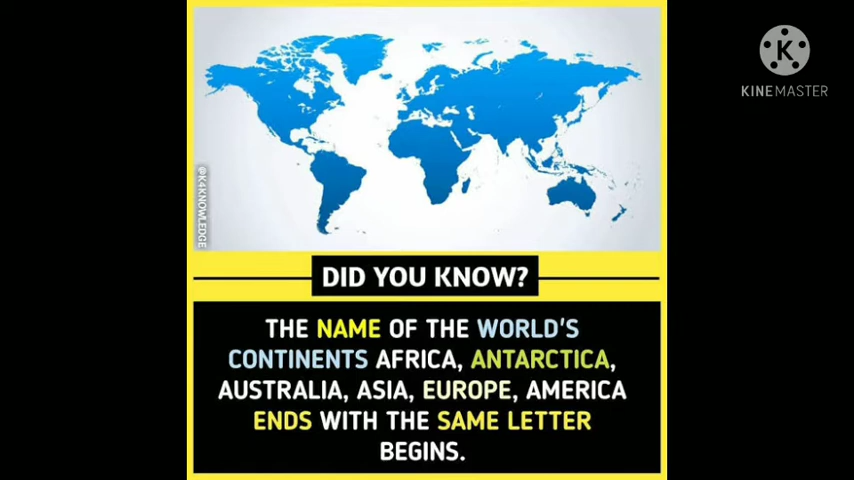 K
KINEMASTER
@K4KNOWLEDGE
DID YOU KNOW?
THE NAME OF THE WORLD'S
CONTINENTS AFRICA, ANTARCTICA,
AUSTRALIA, ASIA, EUROPE, AMERICA
ENDS WITH THE SAME LETTER
BEGINS.